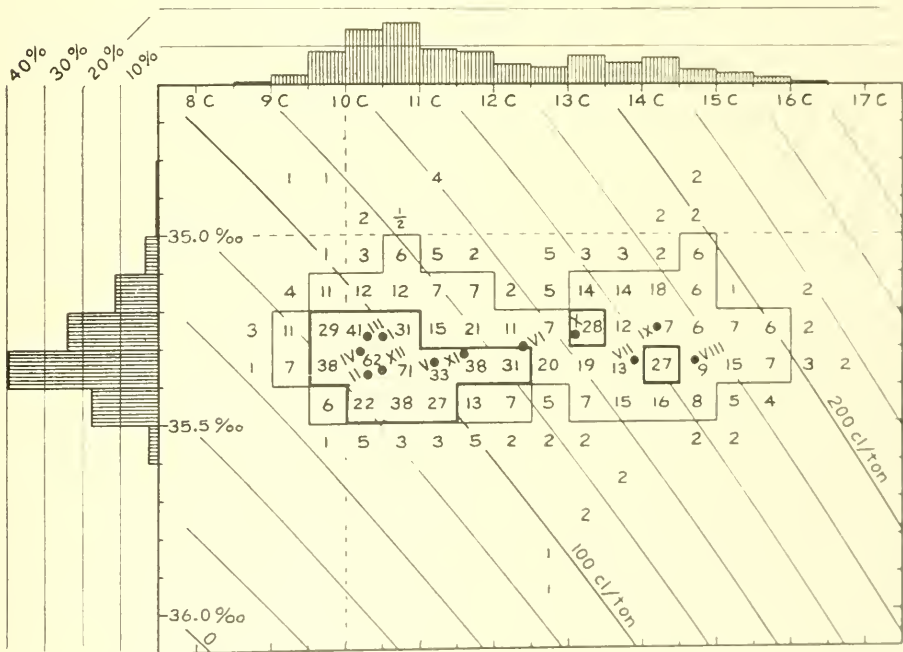 40% 30% 20% 10%
8 C 9 C 10 C 11 C 12 C 13 C 14 C 15 C 16 C 17 C
1 1 4 2
2 ½ 2 2
35.0 ‰
1 3 6 5 2 5 3 3 2 6
4 11 12 12 7 7 2 5 14 14 18 6 1 2
3 11 29 41 III 31 15 21 11 VI 7 X 28 12 IX 7 6 7 6 2
1 7 38 IV 62 XII 71 V 33 XI 38 31 20 19 VII 13 27 VIII 9 15 7 3 2
II
6 22 38 27 13 7 5 7 15 16 8 5 4
35.5 ‰
1 5 3 3 5 2 2 2 2 2
2
2
1
1
200 cl/ton
100 cl/ton
36.0 ‰
0